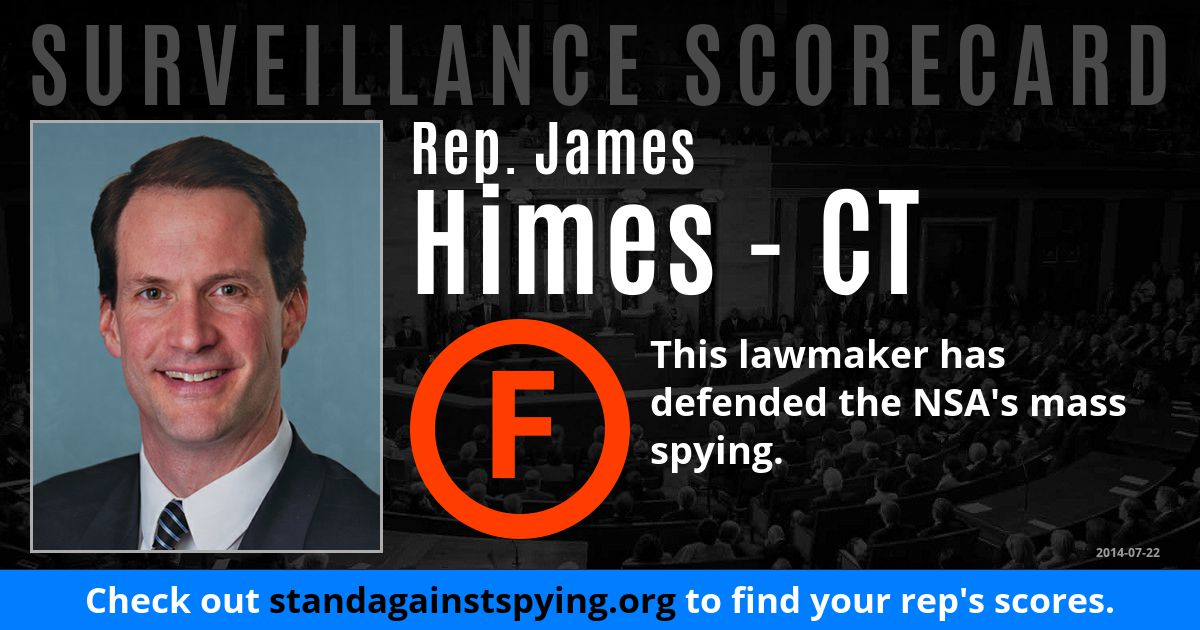 SURVEILLANCE SCORECARD
Rep. James
Himes - CT
F
This lawmaker has
defended the NSA's mass
spying.
2014-07-22
Check out standagainstspying.org to find your rep's scores.